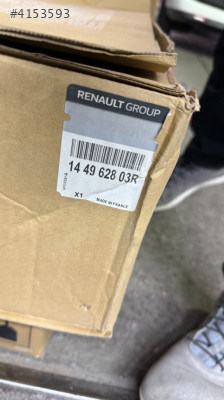 #4153593
RENAULT GROUP
14 49 628 03R
X1
MADE IN FRANCE